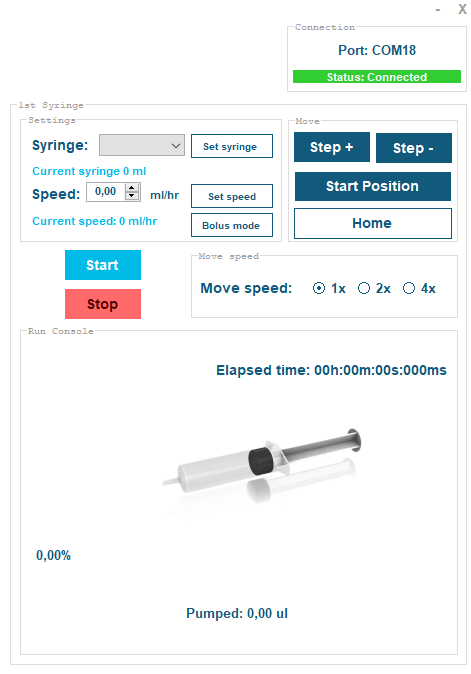 - X
Connection
Port: COM18
Status: Connected
1st Syringe
Settings
Syringe:
Set syringe
Current syringe 0 ml
Speed: 0,00 ml/hr
Set speed
Current speed: 0 ml/hr
Bolus mode
Move
Step + Step -
Start Position
Home
Start
Stop
Move speed
Move speed: 1x 2x 4x
Run Console
Elapsed time: 00h:00m:00s:000ms
0,00%
Pumped: 0,00 ul